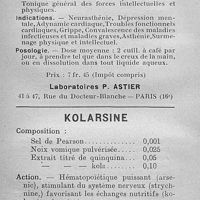 Tonique général des forces intellectuelles et
physiques.
Indications. — Neurasthénie, Dépression men-
tale, Adynamie cardiaque, Troubles fonctionnels
cardiaques, Grippe, Convalescence des maladies
infectieuses et maladies graves, Asthénie, Surme-
nage physique et intellectuel.
Posologie. — Dose moyenne : 2 cuill. à café par
jour, à prendre tel que dans le creux de la main,
ou en dissolution dans tout liquide aqueux.
Prix : 7 fr. 45 (Impôt compris)
Laboratoires P. ASTIER
41 à 47, Rue du Docteur-Blanche — PARIS (16e)
KOLARSINE
Composition :
Sel de Pearson 0,001
Noix vomique pulvérisée 0,025
Extrait titré de quinquina 0,05
— — kola 0,10
Action. — Hématopoïétique puissant (arse-
nic), stimulant du système nerveux (strych-
nine,) favorisant les échanges nutritifs (ko-